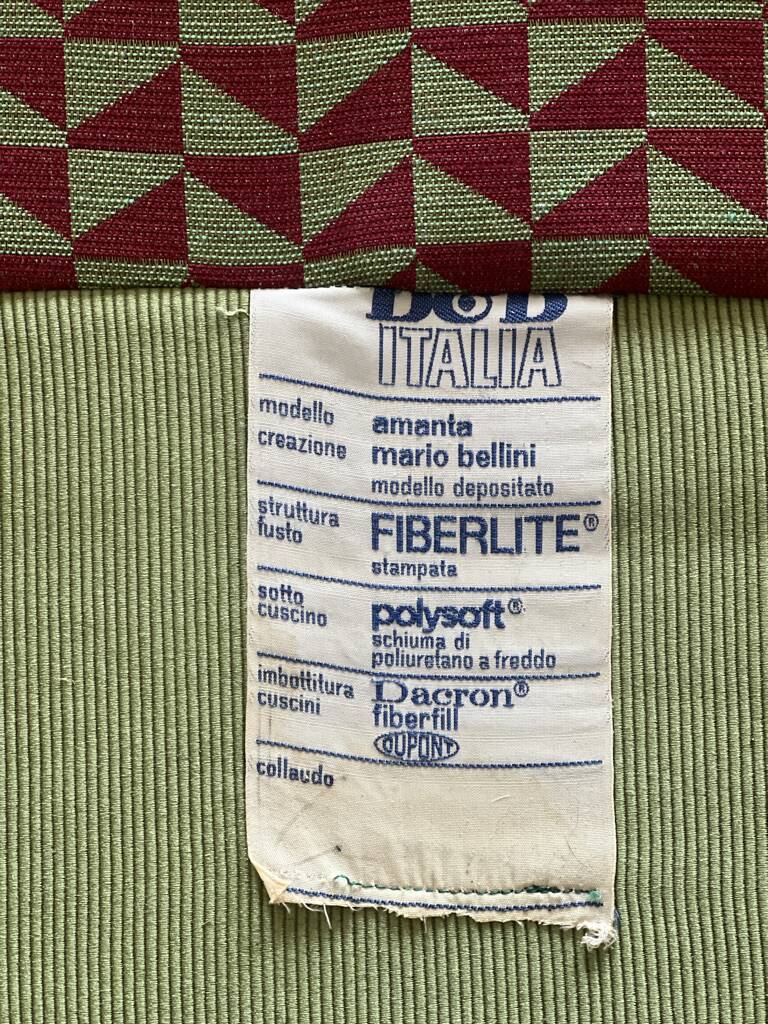 B&B
ITALIA
modello amanta
creazione mario bellini
modello depositato
struttura fusto FIBERLITE®
stampata
sotto cuscino polysoft®
schiuma di
poliuretano a freddo
imbottitura cuscini Dacron®
fiberfill
DUPONT
collaudo